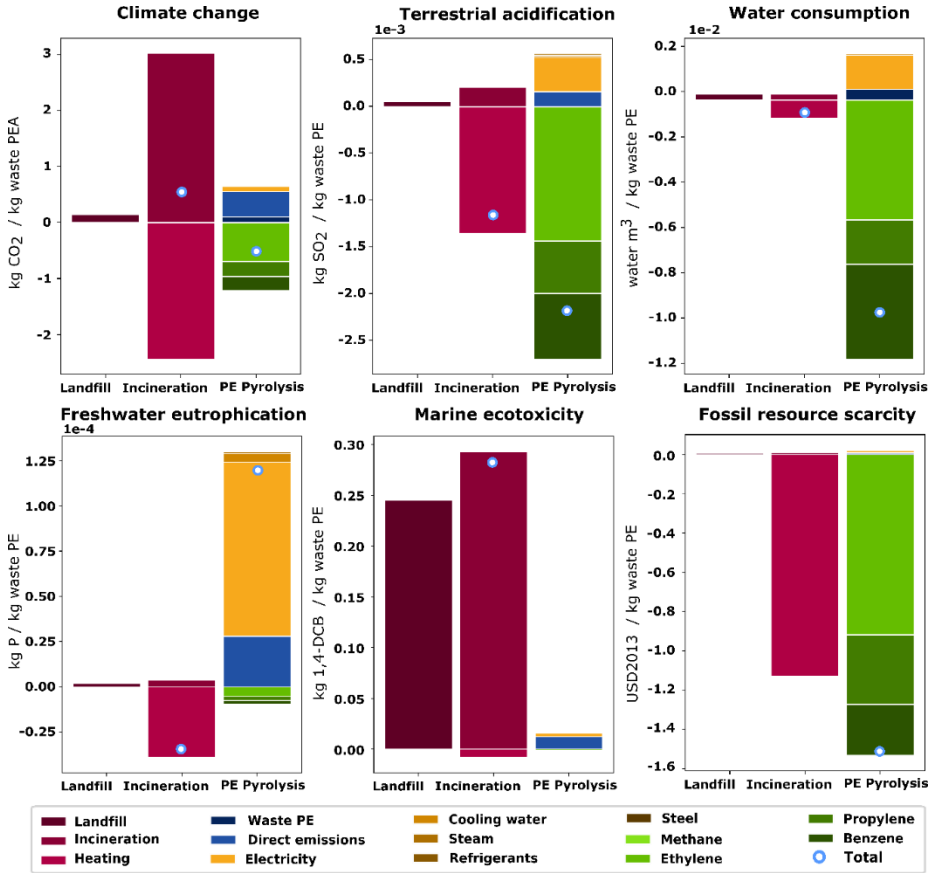 Climate change
Terrestrial acidification
Water consumption
1e-3
1e-2
kg CO2 / kg waste PEA
3
2
1
0
-1
-2
Landfill Incineration PE Pyrolysis
kg SO2 / kg waste PE
0.5
0.0
-0.5
-1.0
-1.5
-2.0
-2.5
Landfill Incineration PE Pyrolysis
water m3 / kg waste PE
0.2
-0.0
-0.2
-0.4
-0.6
-0.8
-1.0
-1.2
Landfill Incineration PE Pyrolysis
Freshwater eutrophication
Marine ecotoxicity
Fossil resource scarcity
1e-4
kg P / kg waste PE
1.25
1.00
0.75
0.50
0.25
0.00
-0.25
Landfill Incineration PE Pyrolysis
kg 1,4-DCB / kg waste PE
0.30
0.25
0.20
0.15
0.10
0.05
0.00
Landfill Incineration PE Pyrolysis
USD2013 / kg waste PE
0.0
-0.2
-0.4
-0.6
-0.8
-1.0
-1.2
-1.4
-1.6
Landfill Incineration PE Pyrolysis
Landfill
Incineration
Heating
Waste PE
Direct emissions
Electricity
Cooling water
Steam
Refrigerants
Steel
Methane
Ethylene
Propylene
Benzene
Total